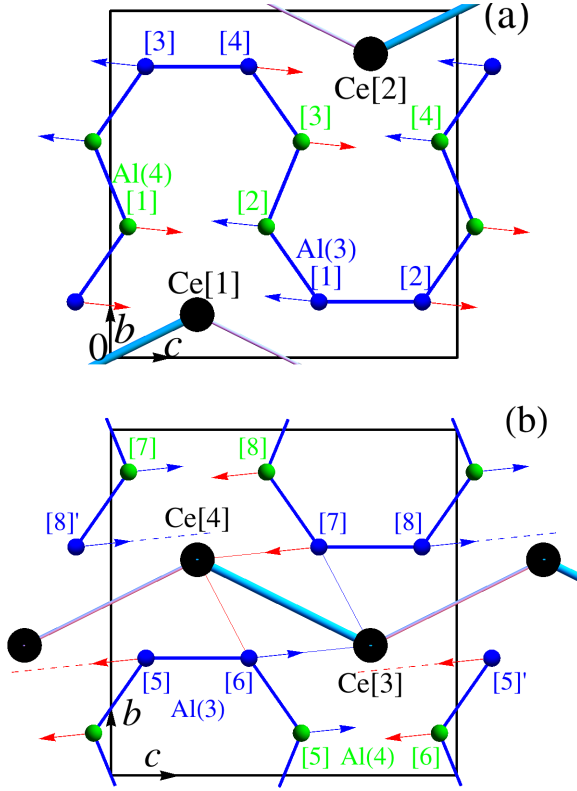 (a)
[3] [4]
Ce[2]
[3] [4]
Al(4)
[1] [2]
Al(3)
[1] [2]
Ce[1]
b
0 c
(b)
[7] [8]
[8]' [7] [8]
Ce[4]
Ce[3]
[5] [6] [5]'
Al(3)
b
[5] Al(4) [6]
c